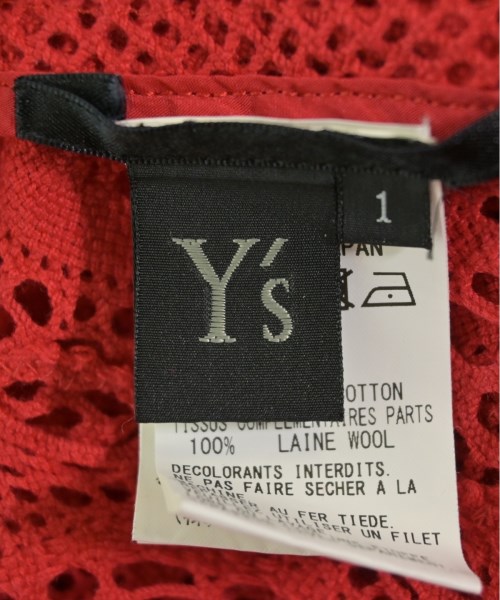 Y's
1
PAN
OTTON
TISSUS COMPLEMENTAIRES PARTS
100% LAINE WOOL
DECOLORANTS INTERDITS.
NE PAS FAIRE SECHER A LA
AU FER TIEDE.
UTILISER UN FILET